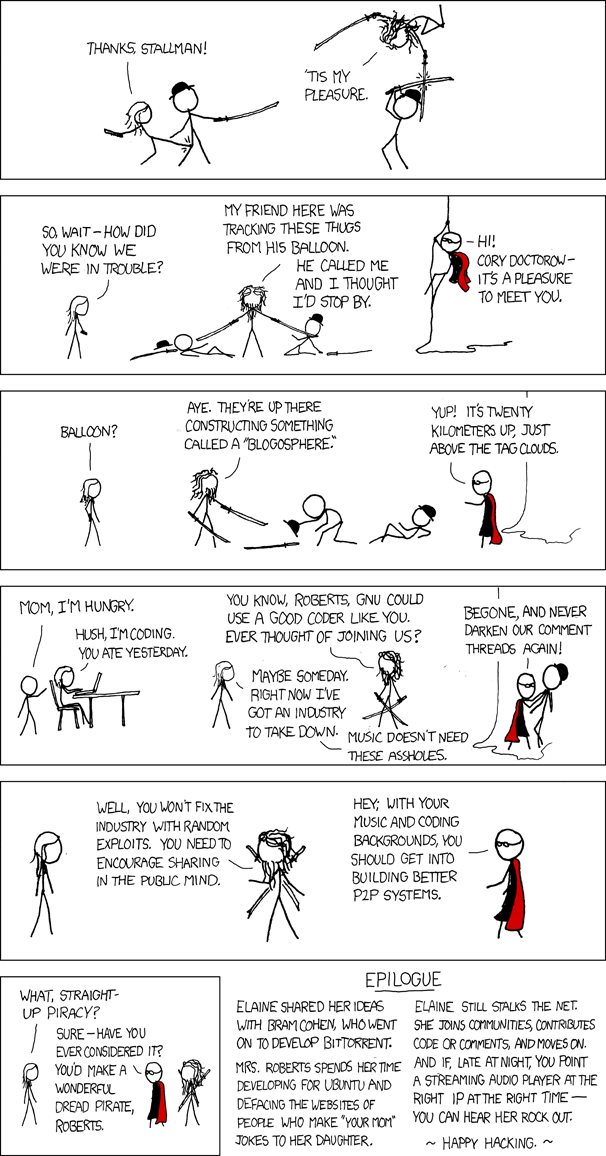 THANKS, STALLMAN!
'TIS MY
PLEASURE.
SO, WAIT — HOW DID
YOU KNOW WE
WERE IN TROUBLE?
MY FRIEND HERE WAS
TRACKING THESE THUGS
FROM HIS BALLOON.
HE CALLED ME
AND I THOUGHT
I'D STOP BY.
HI!
CORY DOCTOROW —
IT'S A PLEASURE
TO MEET YOU.
BALLOON?
AYE. THEY'RE UP THERE
CONSTRUCTING SOMETHING
CALLED A "BLOGOSPHERE."
YUP! IT'S TWENTY
KILOMETERS UP, JUST
ABOVE THE TAG CLOUDS.
MOM, I'M HUNGRY.
HUSH, I'M CODING.
YOU ATE YESTERDAY.
YOU KNOW, ROBERTS, GNU COULD
USE A GOOD CODER LIKE YOU.
EVER THOUGHT OF JOINING US?
MAYBE SOMEDAY.
RIGHT NOW I'VE
GOT AN INDUSTRY
TO TAKE DOWN.
MUSIC DOESN'T NEED
THESE ASSHOLES.
BEGONE, AND NEVER
DARKEN OUR COMMENT
THREADS AGAIN!
WELL, YOU WON'T FIX THE
INDUSTRY WITH RANDOM
EXPLOITS. YOU NEED TO
ENCOURAGE SHARING
IN THE PUBLIC MIND.
HEY, WITH YOUR
MUSIC AND CODING
BACKGROUNDS, YOU
SHOULD GET INTO
BUILDING BETTER
P2P SYSTEMS.
WHAT, STRAIGHT-
UP PIRACY?
SURE — HAVE YOU
EVER CONSIDERED IT?
YOU'D MAKE A
WONDERFUL
DREAD PIRATE,
ROBERTS.
EPILOGUE
ELAINE SHARED HER IDEAS
WITH BRAM COHEN, WHO WENT
ON TO DEVELOP BITTORRENT.
MRS. ROBERTS SPENDS HER TIME
DEVELOPING FOR UBUNTU AND
DEFACING THE WEBSITES OF
PEOPLE WHO MAKE "YOUR MOM"
JOKES TO HER DAUGHTER.
ELAINE STILL STALKS THE NET.
SHE JOINS COMMUNITIES, CONTRIBUTES
CODE OR COMMENTS, AND MOVES ON.
AND IF, LATE AT NIGHT, YOU POINT
A STREAMING AUDIO PLAYER AT THE
RIGHT IP AT THE RIGHT TIME —
YOU CAN HEAR HER ROCK OUT.
~ HAPPY HACKING. ~